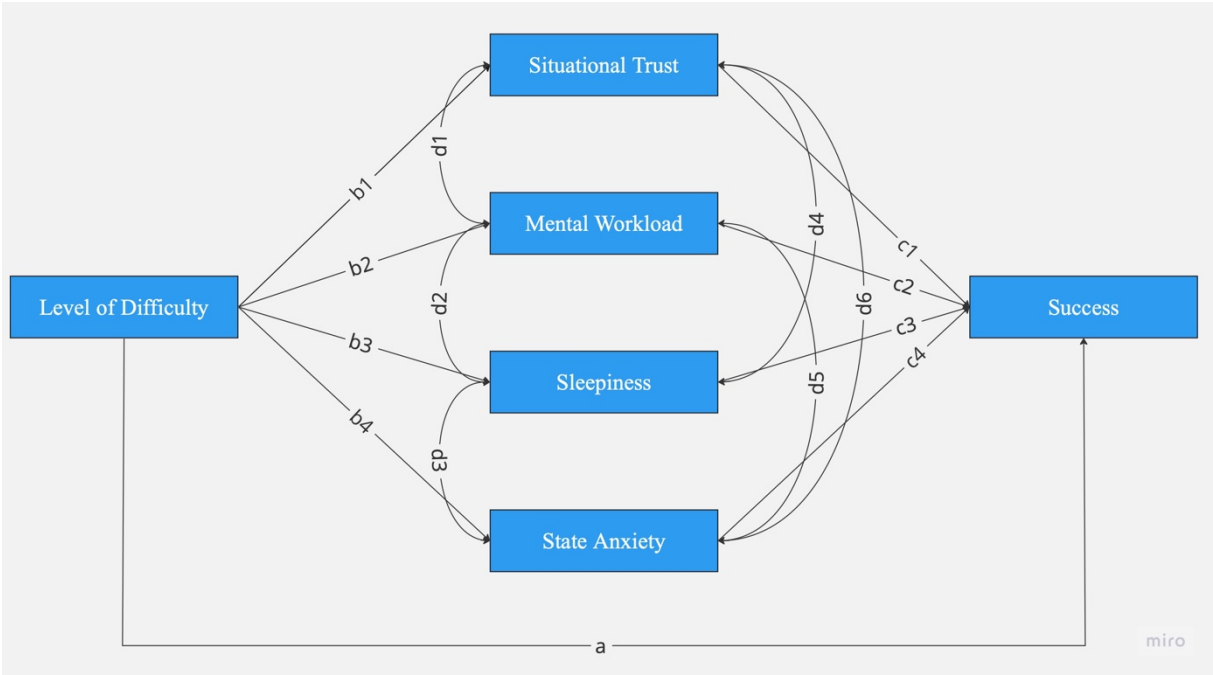 Situational Trust
d1
b1
Mental Workload
d4
c1
b2
c2
Level of Difficulty
d2
d6
Success
b3
c3
Sleepiness
d5
c4
b4
d3
State Anxiety
a
miro